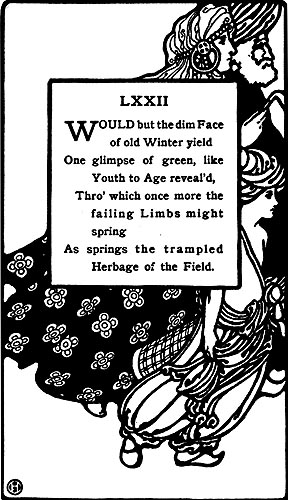 LXXII
WOULD but the dim Face
of old Winter yield
One glimpse of green, like
Youth to Age reveal'd,
Thro' which once more the
failing Limbs might
spring
As springs the trampled
Herbage of the Field.